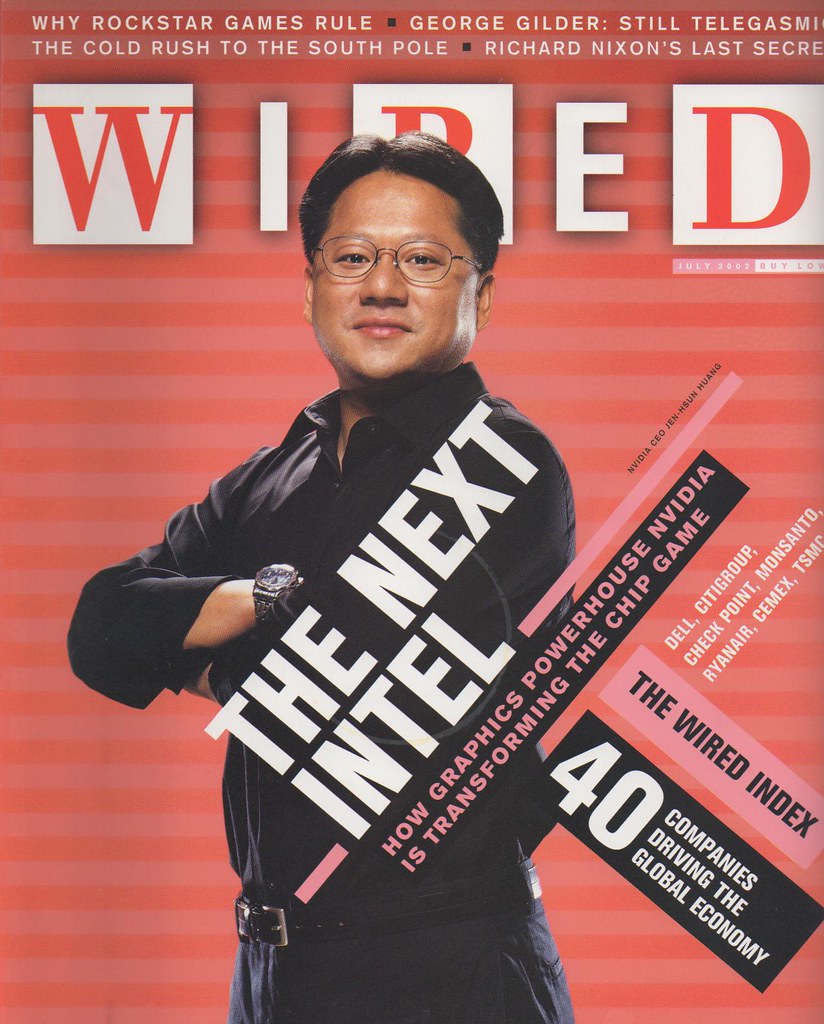 WHY ROCKSTAR GAMES RULE ■ GEORGE GILDER: STILL TELEGASMI
THE COLD RUSH TO THE SOUTH POLE ■ RICHARD NIXON'S LAST SECRE
WIRED
JULY 2002 BUY LOW
NVIDIA CEO JEN-HSUN HUANG
THE NEXT
INTEL
HOW GRAPHICS POWERHOUSE NVIDIA
IS TRANSFORMING THE CHIP GAME
DELL, CITIGROUP,
CHECK POINT, MONSANTO,
RYANAIR, CEMEX, TSMC
THE WIRED INDEX
40
COMPANIES
DRIVING THE
GLOBAL ECONOMY